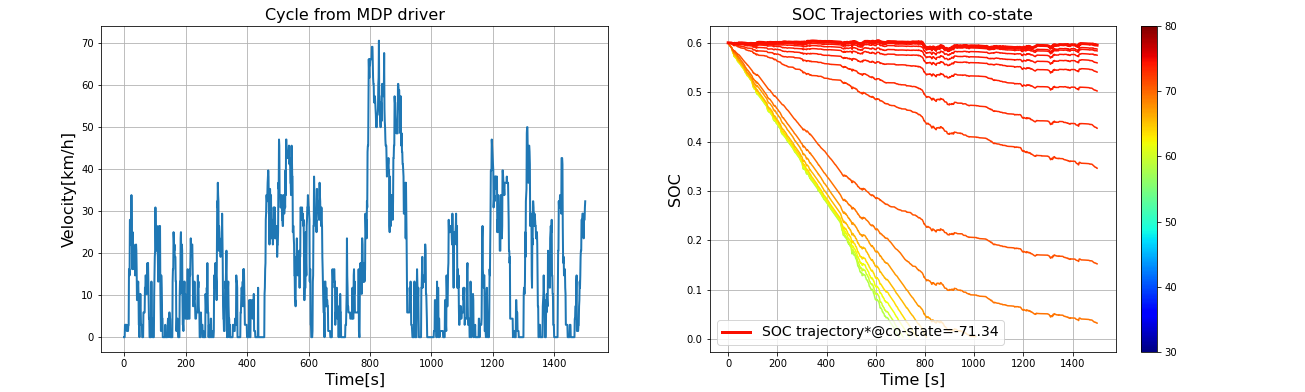 Cycle from MDP driver
Velocity[km/h]
70
60
50
40
30
20
10
0
0 200 400 600 800 1000 1200 1400
Time[s]
SOC Trajectories with co-state
SOC
0.6
0.5
0.4
0.3
0.2
0.1
0.0
SOC trajectory*@co-state=-71.34
0 200 400 600 800 1000 1200 1400
Time [s]
80
70
60
50
40
30